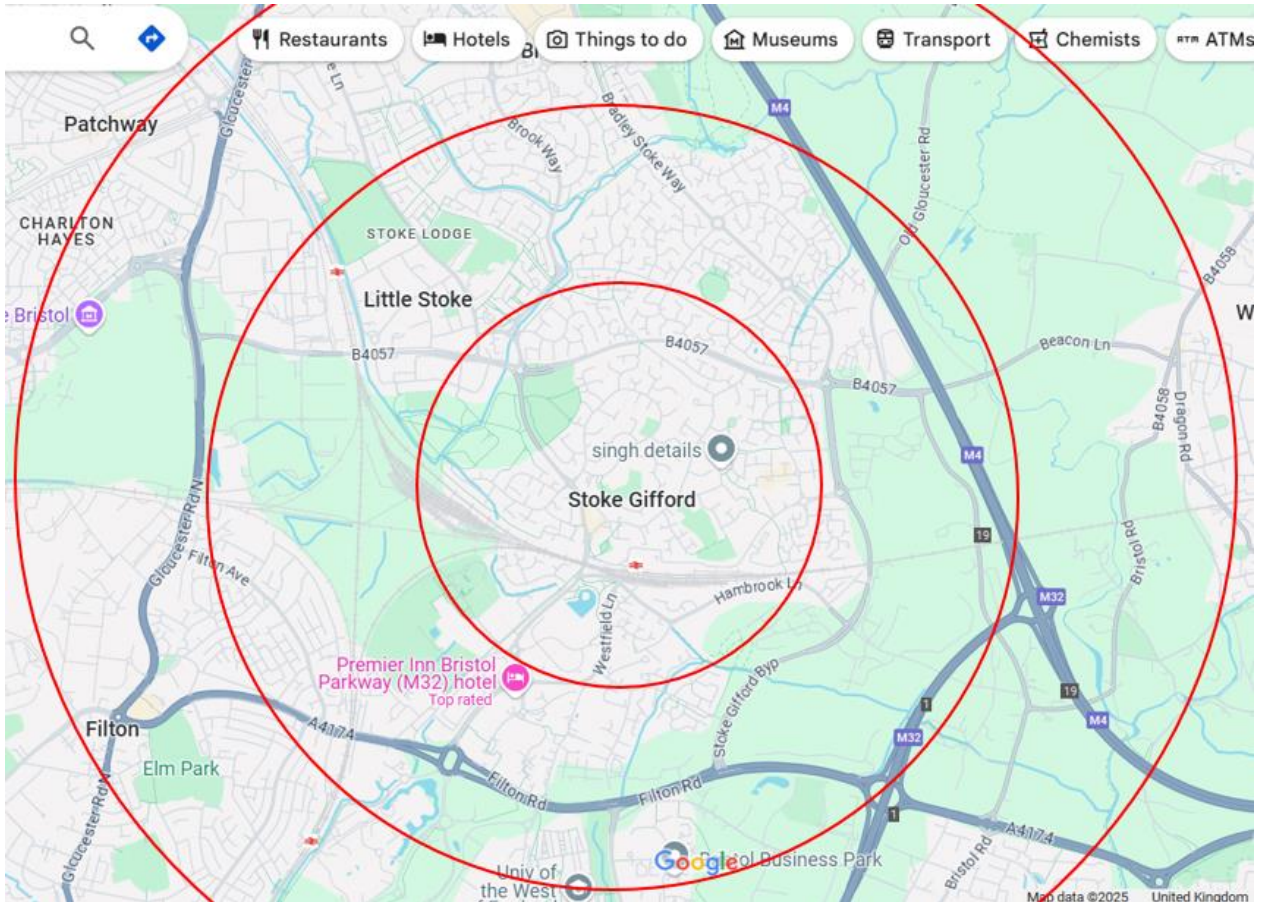 Restaurants
Hotels
Things to do
Museums
Transport
Chemists
ATMs
Patchway
Gloucester
Brook Way
Bradley Stoke Way
M4
Old Gloucester Rd
CHARLTON
HAYES
STOKE LODGE
Little Stoke
Bristol
B4057
B4057
B4057
Beacon Ln
B4058
B4058
Dragon Rd
W
singh details
Stoke Gifford
M4
Gloucester Rd N
Filton Ave
19
Bristol Rd
Hambrook Ln
M32
Westfield Ln
Premier Inn Bristol
Parkway (M32) hotel
Top rated
Stoke Gifford Byp
19
1
M32
M4
Filton
A4174
Elm Park
Filton Rd
Filton Rd
Gloucester Rd N
1
A4174
Google
Bristol Business Park
Bristol Rd
Univ of
the West
Map data ©2025 United Kingdom